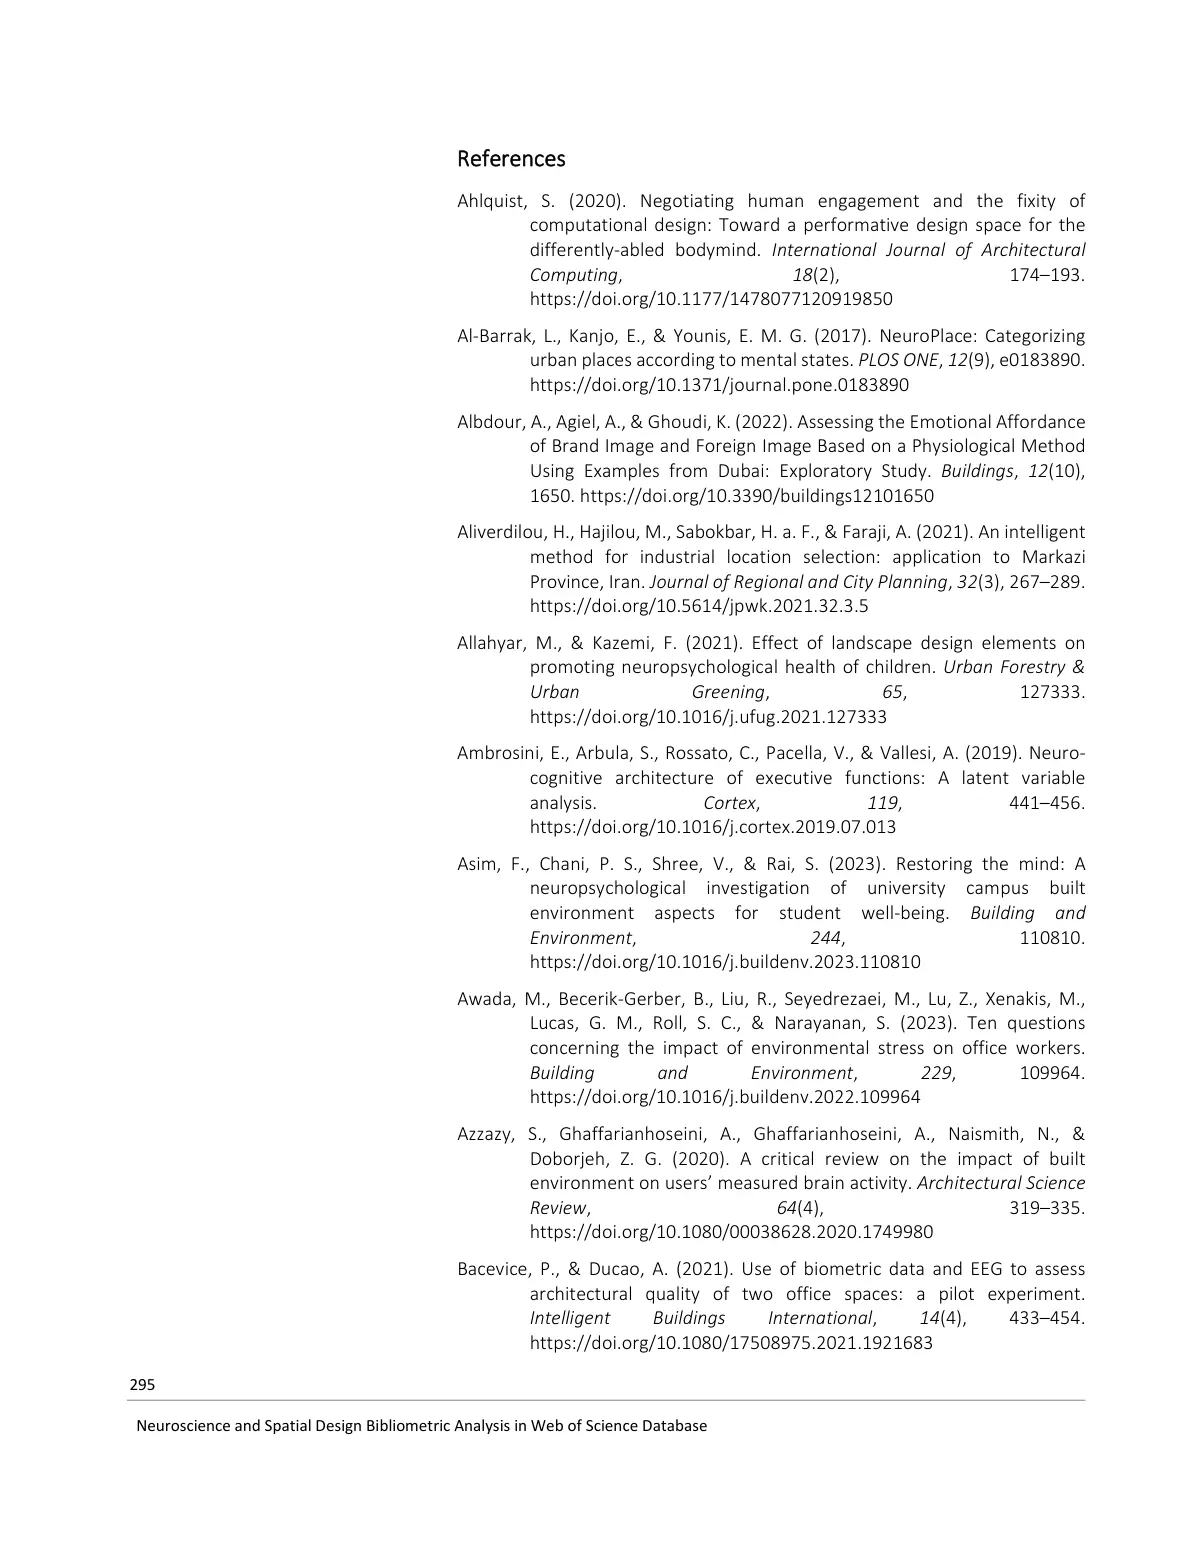 References
Ahlquist, S. (2020). Negotiating human engagement and the fixity of
computational design: Toward a performative design space for the
differently-abled bodymind. International Journal of Architectural
Computing, 18(2), 174–193.
https://doi.org/10.1177/1478077120919850
Al-Barrak, L., Kanjo, E., & Younis, E. M. G. (2017). NeuroPlace: Categorizing
urban places according to mental states. PLOS ONE, 12(9), e0183890.
https://doi.org/10.1371/journal.pone.0183890
Albdour, A., Agiel, A., & Ghoudi, K. (2022). Assessing the Emotional Affordance
of Brand Image and Foreign Image Based on a Physiological Method
Using Examples from Dubai: Exploratory Study. Buildings, 12(10),
1650. https://doi.org/10.3390/buildings12101650
Aliverdilou, H., Hajilou, M., Sabokbar, H. a. F., & Faraji, A. (2021). An intelligent
method for industrial location selection: application to Markazi
Province, Iran. Journal of Regional and City Planning, 32(3), 267–289.
https://doi.org/10.5614/jpwk.2021.32.3.5
Allahyar, M., & Kazemi, F. (2021). Effect of landscape design elements on
promoting neuropsychological health of children. Urban Forestry &
Urban Greening, 65, 127333.
https://doi.org/10.1016/j.ufug.2021.127333
Ambrosini, E., Arbula, S., Rossato, C., Pacella, V., & Vallesi, A. (2019). Neuro-
cognitive architecture of executive functions: A latent variable
analysis. Cortex, 119, 441–456.
https://doi.org/10.1016/j.cortex.2019.07.013
Asim, F., Chani, P. S., Shree, V., & Rai, S. (2023). Restoring the mind: A
neuropsychological investigation of university campus built
environment aspects for student well-being. Building and
Environment, 244, 110810.
https://doi.org/10.1016/j.buildenv.2023.110810
Awada, M., Becerik-Gerber, B., Liu, R., Seyedrezaei, M., Lu, Z., Xenakis, M.,
Lucas, G. M., Roll, S. C., & Narayanan, S. (2023). Ten questions
concerning the impact of environmental stress on office workers.
Building and Environment, 229, 109964.
https://doi.org/10.1016/j.buildenv.2022.109964
Azzazy, S., Ghaffarianhoseini, A., Ghaffarianhoseini, A., Naismith, N., &
Doborjeh, Z. G. (2020). A critical review on the impact of built
environment on users’ measured brain activity. Architectural Science
Review, 64(4), 319–335.
https://doi.org/10.1080/00038628.2020.1749980
Bacevice, P., & Ducao, A. (2021). Use of biometric data and EEG to assess
architectural quality of two office spaces: a pilot experiment.
Intelligent Buildings International, 14(4), 433–454.
https://doi.org/10.1080/17508975.2021.1921683
295
Neuroscience and Spatial Design Bibliometric Analysis in Web of Science Database